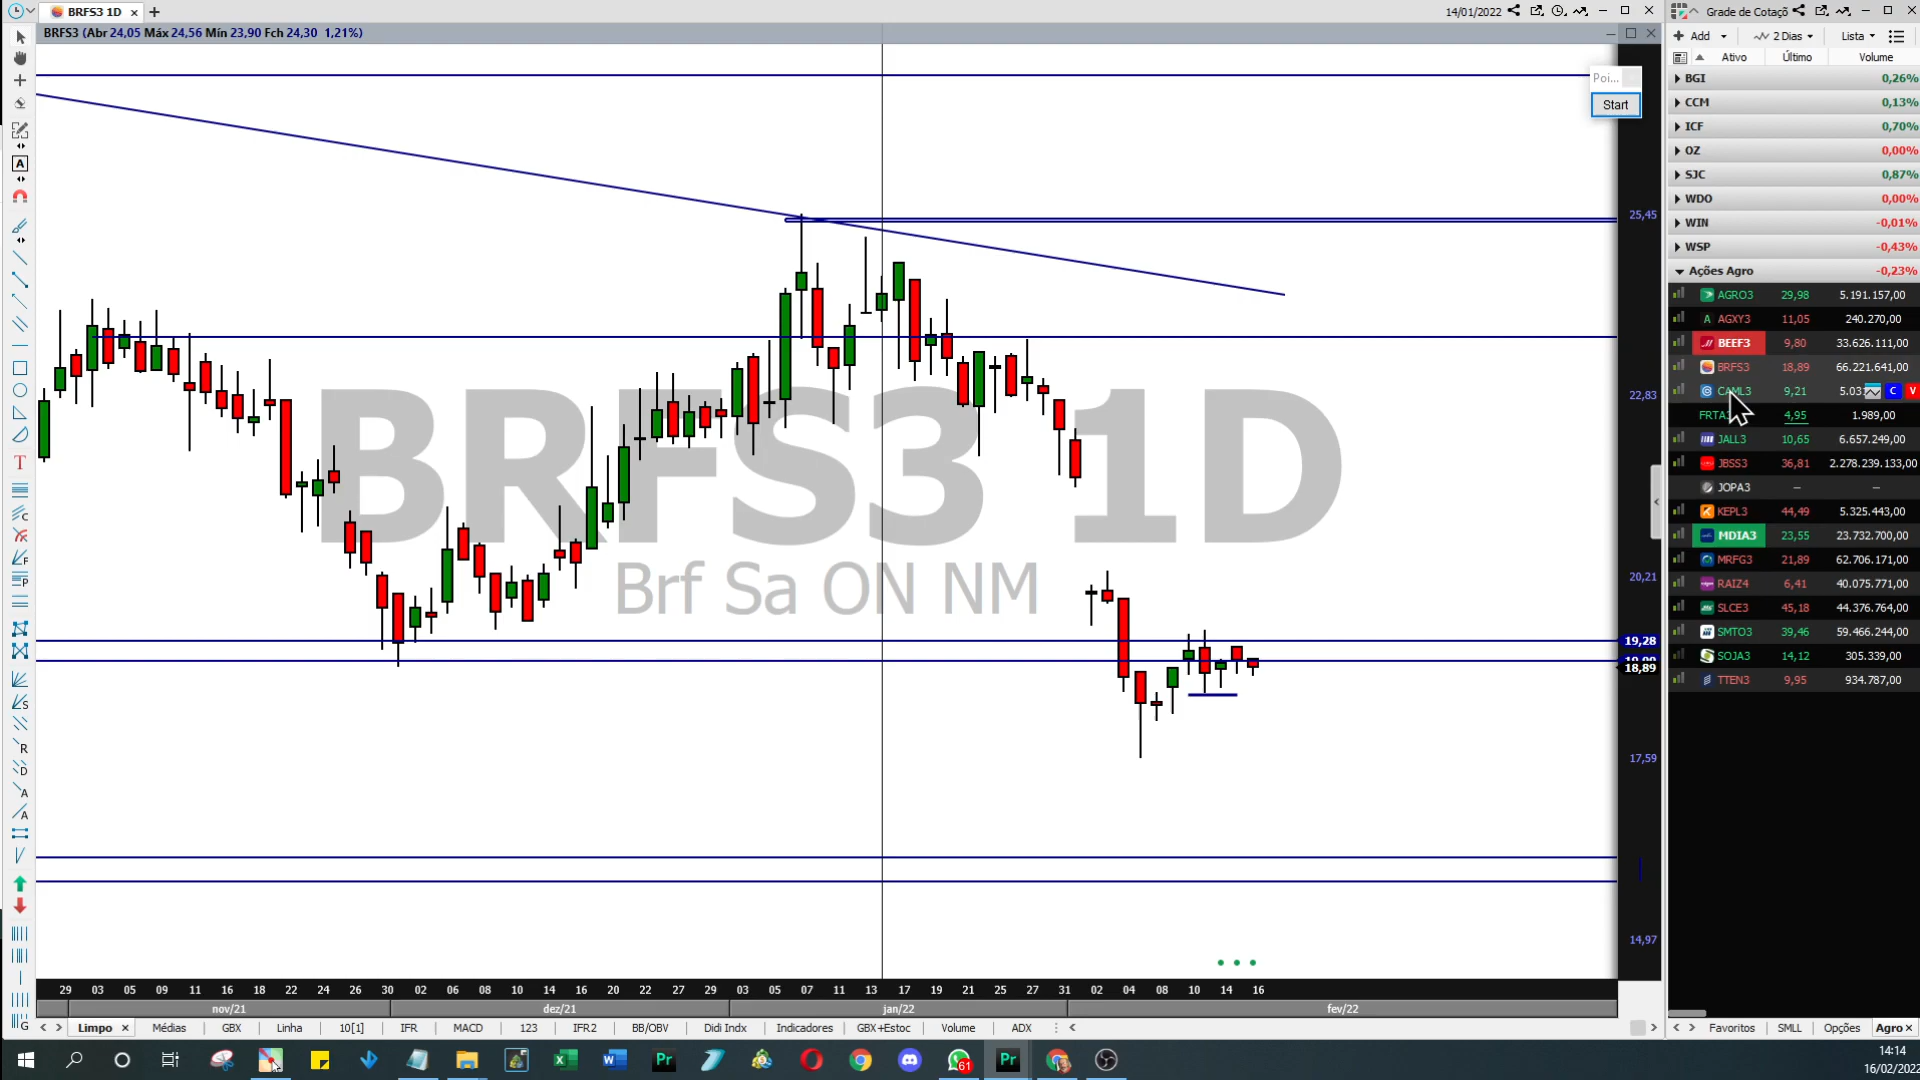 BRFS3 1D
14/01/2022
Grade de Cotaçõ
BRFS3 (Abr 24,05 Máx 24,56 Mín 23,90 Fch 24,30 1,21%)
Add
2 Dias
Lista
Ativo Último Volume
Poi...
Start
BGI 0,26%
CCM 0,13%
ICF 0,70%
OZ 0,00%
SJC 0,87%
WDO 0,00%
WIN -0,01%
WSP -0,43%
Ações Agro -0,23%
AGRO3 29,98 5.191.157,00
AGXY3 11,05 240.270,00
BEEF3 9,80 33.626.111,00
BRFS3 18,89 66.221.641,00
CAML3 9,21 5.03 C V
4,95 1.989,00
JALL3 10,65 6.657.249,00
JBSS3 36,81 2.278.239.133,00
JOPA3 – –
KEPL3 44,49 5.325.443,00
MDIA3 23,55 23.732.700,00
MRFG3 21,89 62.706.171,00
RAIZ4 6,41 40.075.771,00
SLCE3 45,18 44.376.764,00
SMTO3 39,46 59.466.244,00
SOJA3 14,12 305.339,00
TTEN3 9,95 934.787,00
BRFS3 1D
Brf Sa ON NM
25,45
22,83
20,21
19,28
18,89
17,59
14,97
29 03 05 09 11 16 18 22 24 26 30 02 06 08 10 14 16 20 22 27 29 03 05 07 11 13 17 19 21 25 27 31 02 04 08 10 14 16
nov/21 dez/21 jan/22 fev/22
Limpo Médias GBX Linha 10[1] IFR MACD 123 IFR2 BB/OBV Didi Indx Indicadores GBX+Estoc Volume ADX
Favoritos SMLL Opções Agro
61
14:14
16/02/2022